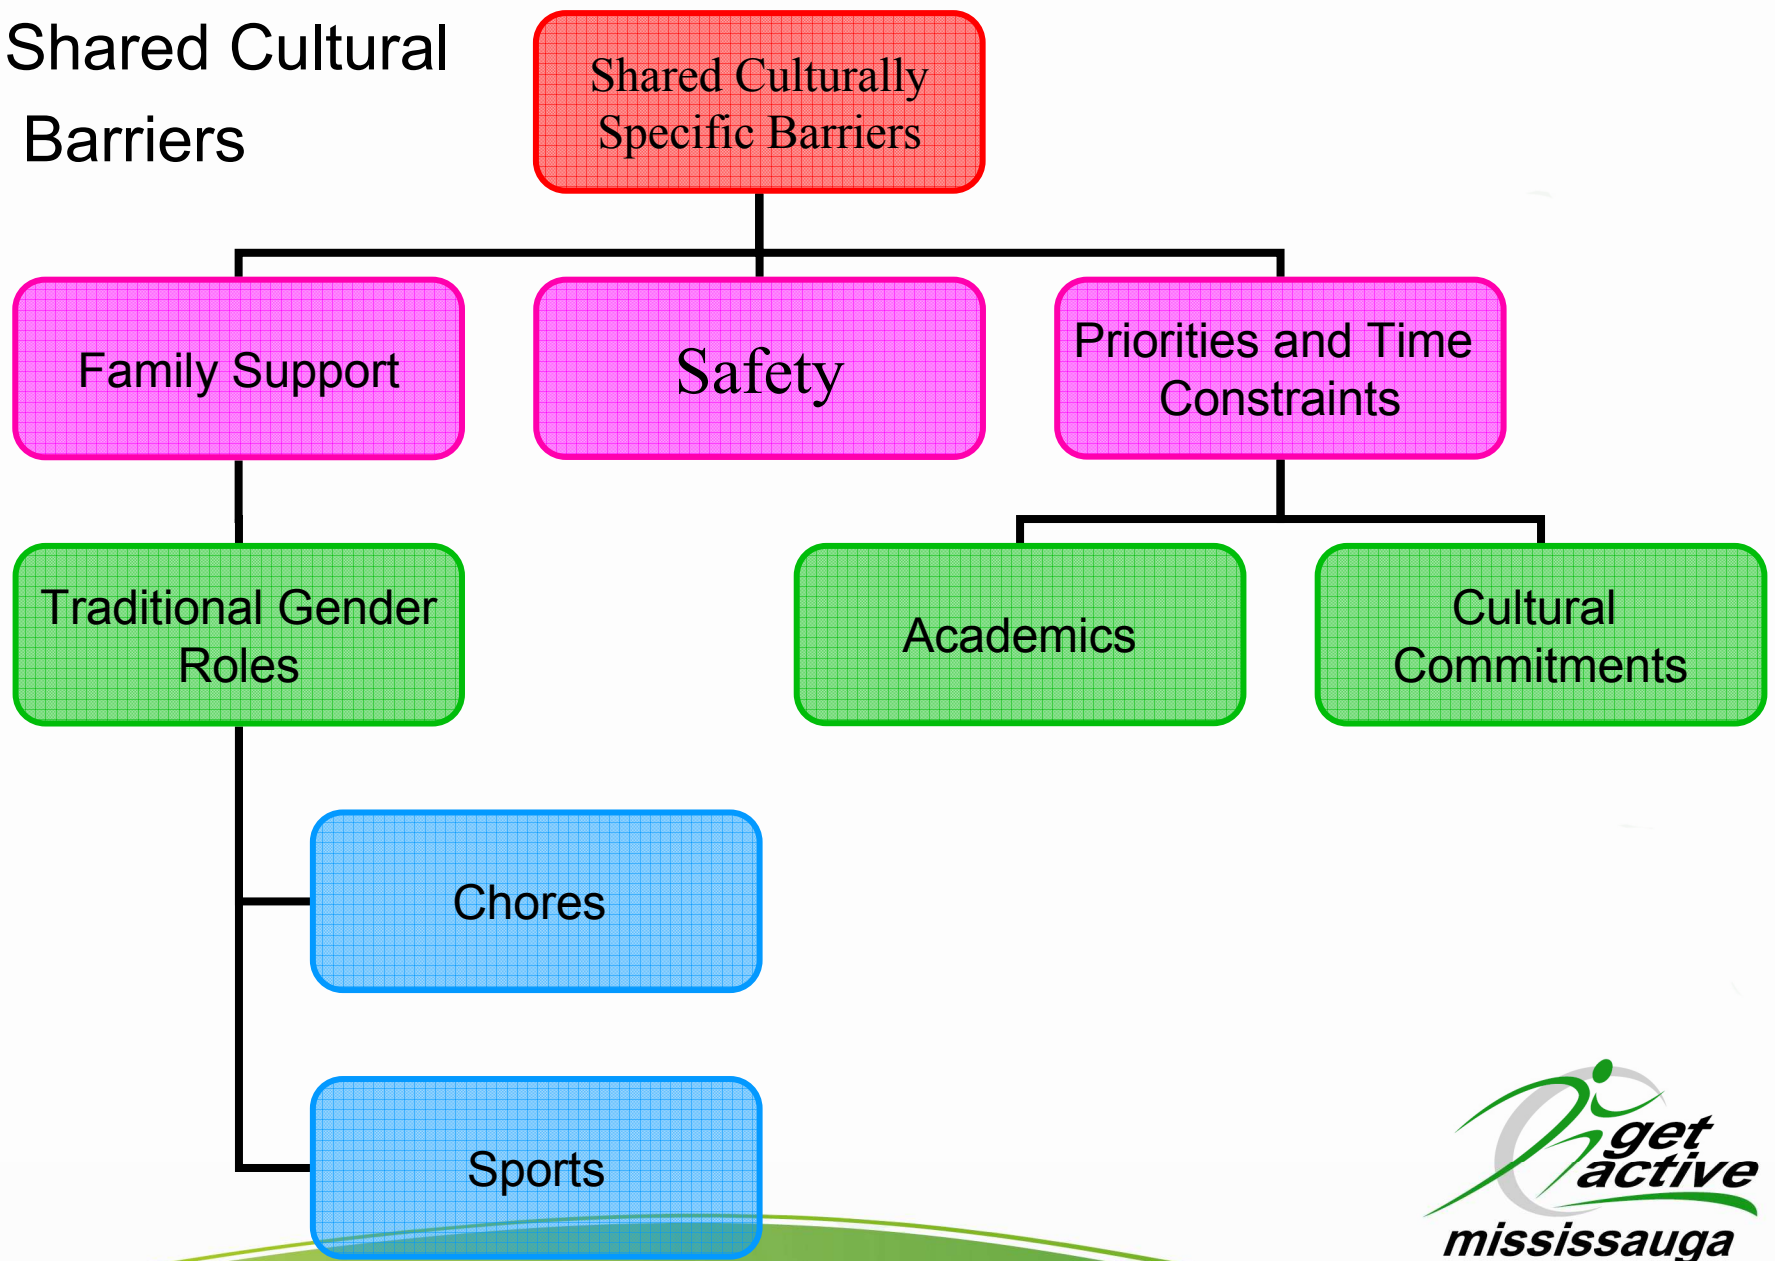 Shared Cultural
Barriers
Shared Culturally
Specific Barriers
Family Support
Safety
Priorities and Time
Constraints
Traditional Gender
Roles
Academics
Cultural
Commitments
Chores
Sports
get
active
mississauga